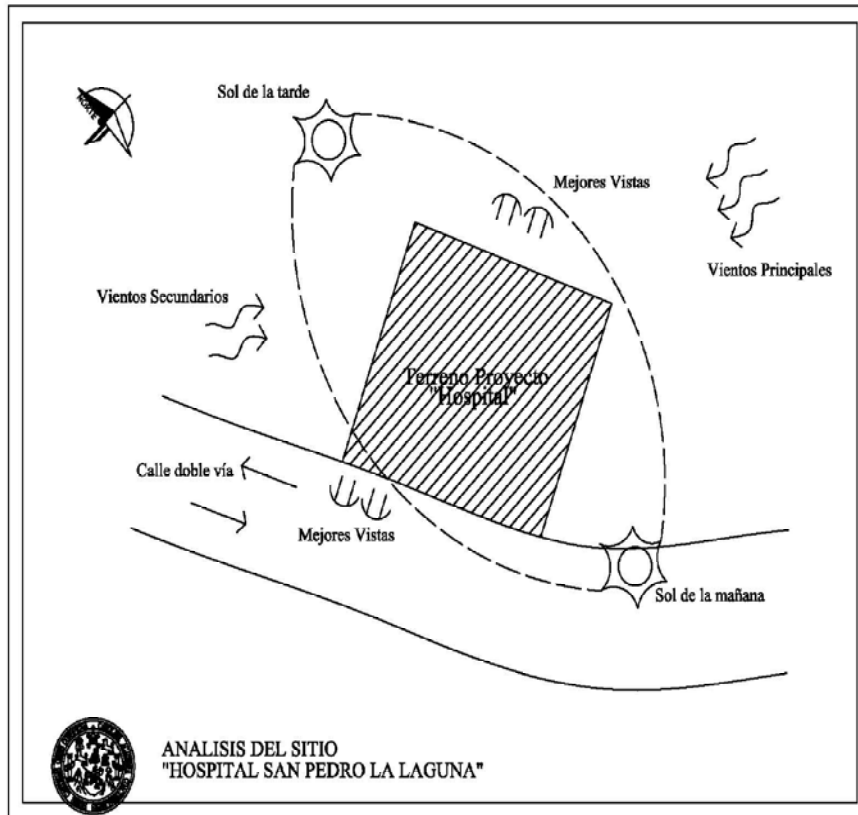 Sol de la tarde
NORTE
Mejores Vistas
Vientos Principales
Vientos Secundarios
Terreno Proyecto
"Hospital"
Calle doble vía
Mejores Vistas
Sol de la mañana
ANALISIS DEL SITIO
"HOSPITAL SAN PEDRO LA LAGUNA"